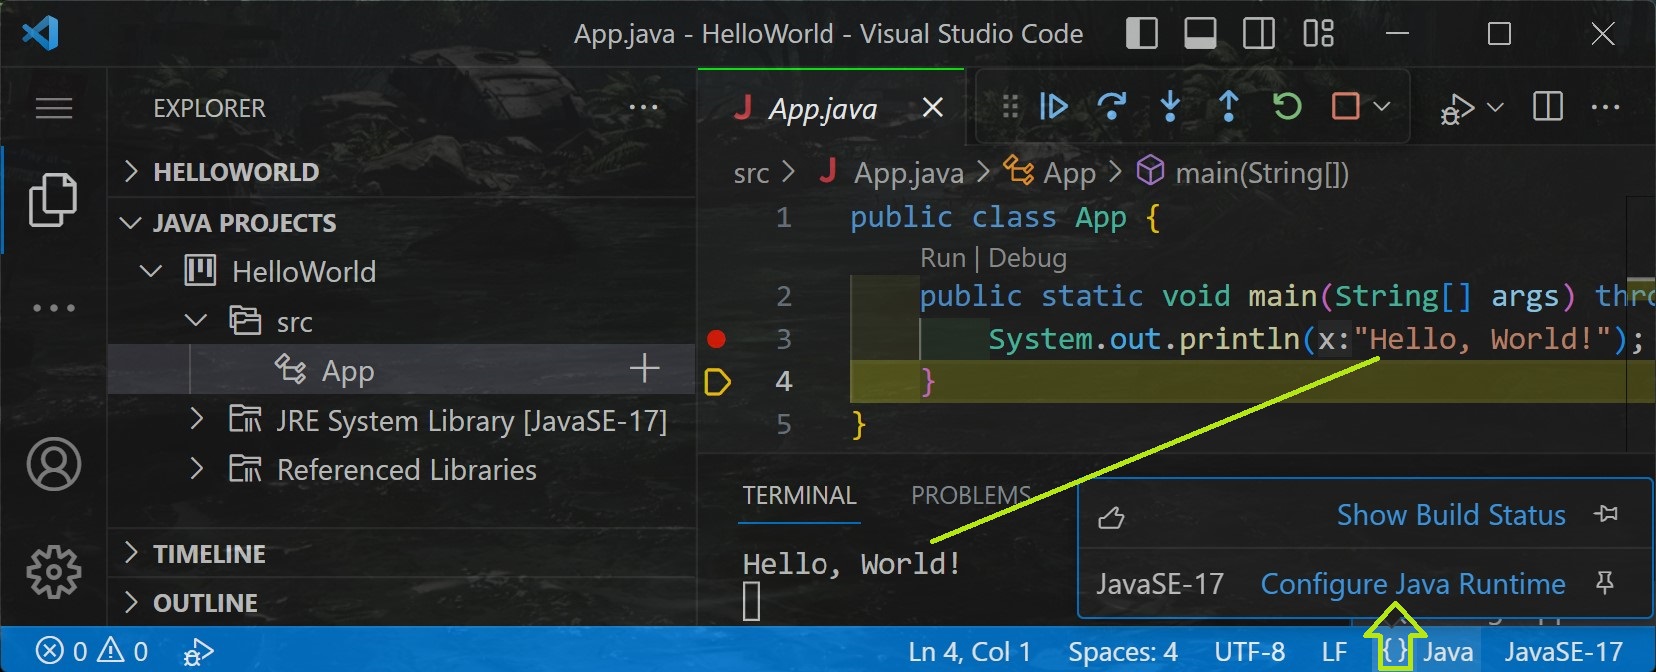 App.java - HelloWorld - Visual Studio Code
EXPLORER
HELLOWORLD
JAVA PROJECTS
HelloWorld
src
App
JRE System Library [JavaSE-17]
Referenced Libraries
TIMELINE
OUTLINE
App.java
src > App.java > App > main(String[])
1 public class App {
Run | Debug
2 public static void main(String[] args) thro
3 System.out.println(x:"Hello, World!");
4 }
5 }
TERMINAL PROBLEMS
Hello, World!
Show Build Status
JavaSE-17 Configure Java Runtime
0 0 Ln 4, Col 1 Spaces: 4 UTF-8 LF {} Java JavaSE-17